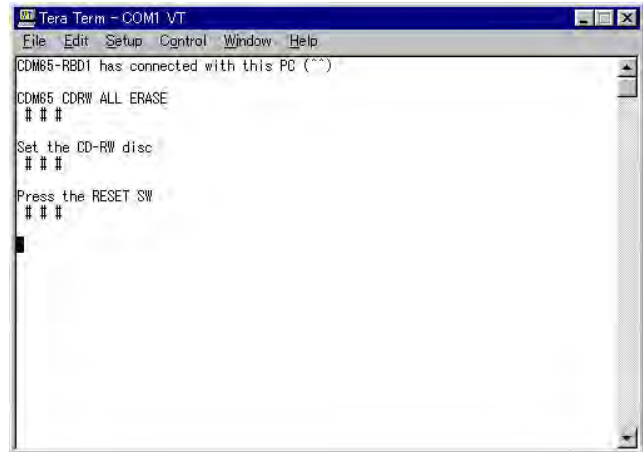 Tera Term - COM1 VT
File Edit Setup Control Window Help
CDM65-RBD1 has connected with this PC (^^)
CDM65 CDRW ALL ERASE
# # #
Set the CD-RW disc
# # #
Press the RESET SW
# # #